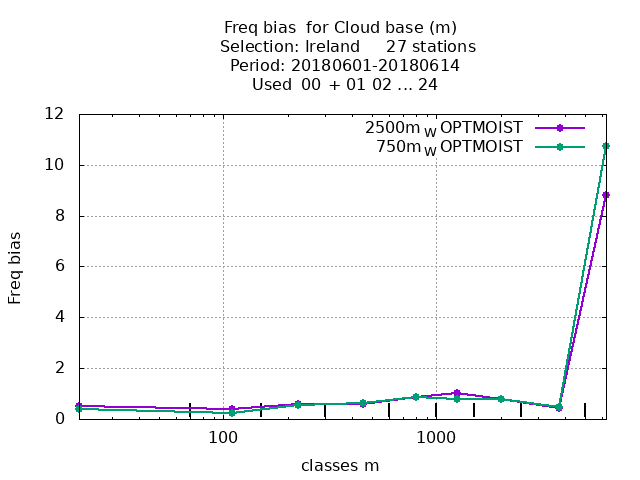 Freq bias  for Cloud base (m)
Selection: Ireland     27 stations
Period: 20180601-20180614
Used  00 + 01 02 ... 24
2500m W OPTMOIST
750m W OPTMOIST
12
10
8
6
4
2
0
Freq bias
100 1000
classes m